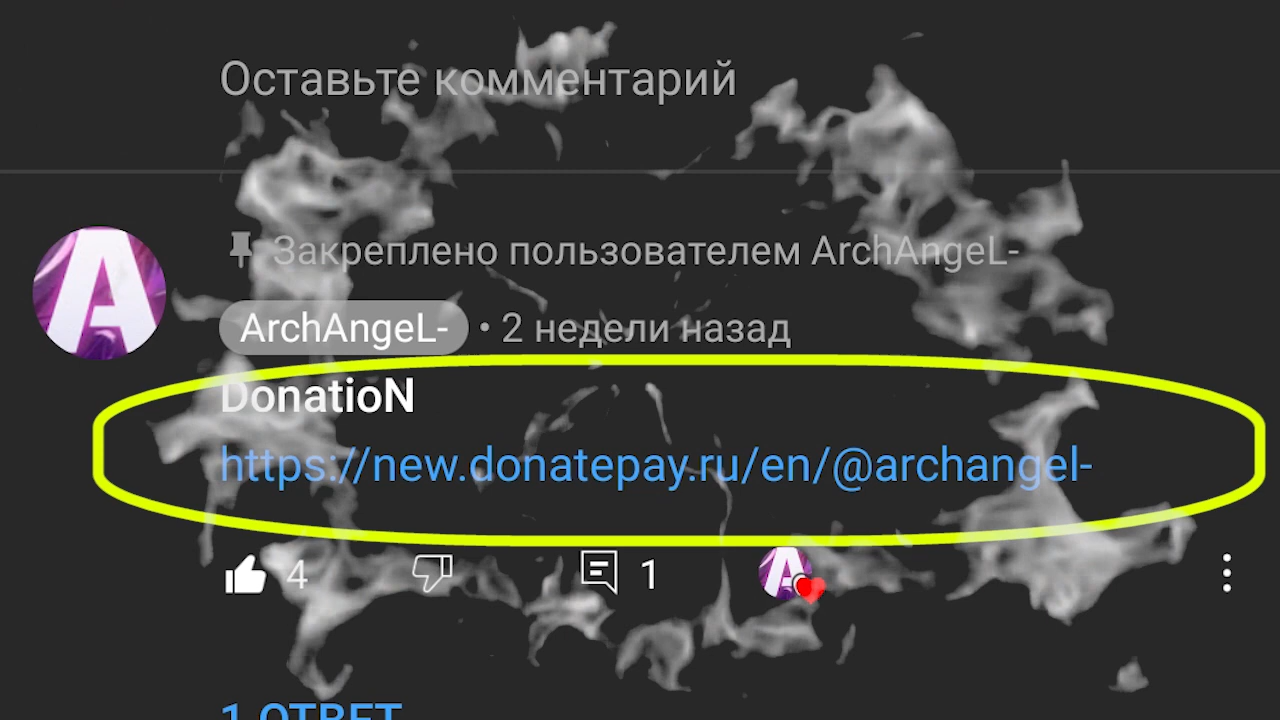 Оставьте комментарий
Закреплено пользователем ArchAngeL-
ArchAngeL- • 2 недели назад
DonatioN
https://new.donatepay.ru/en/@archangel-
4 1
1 ОТВЕТ